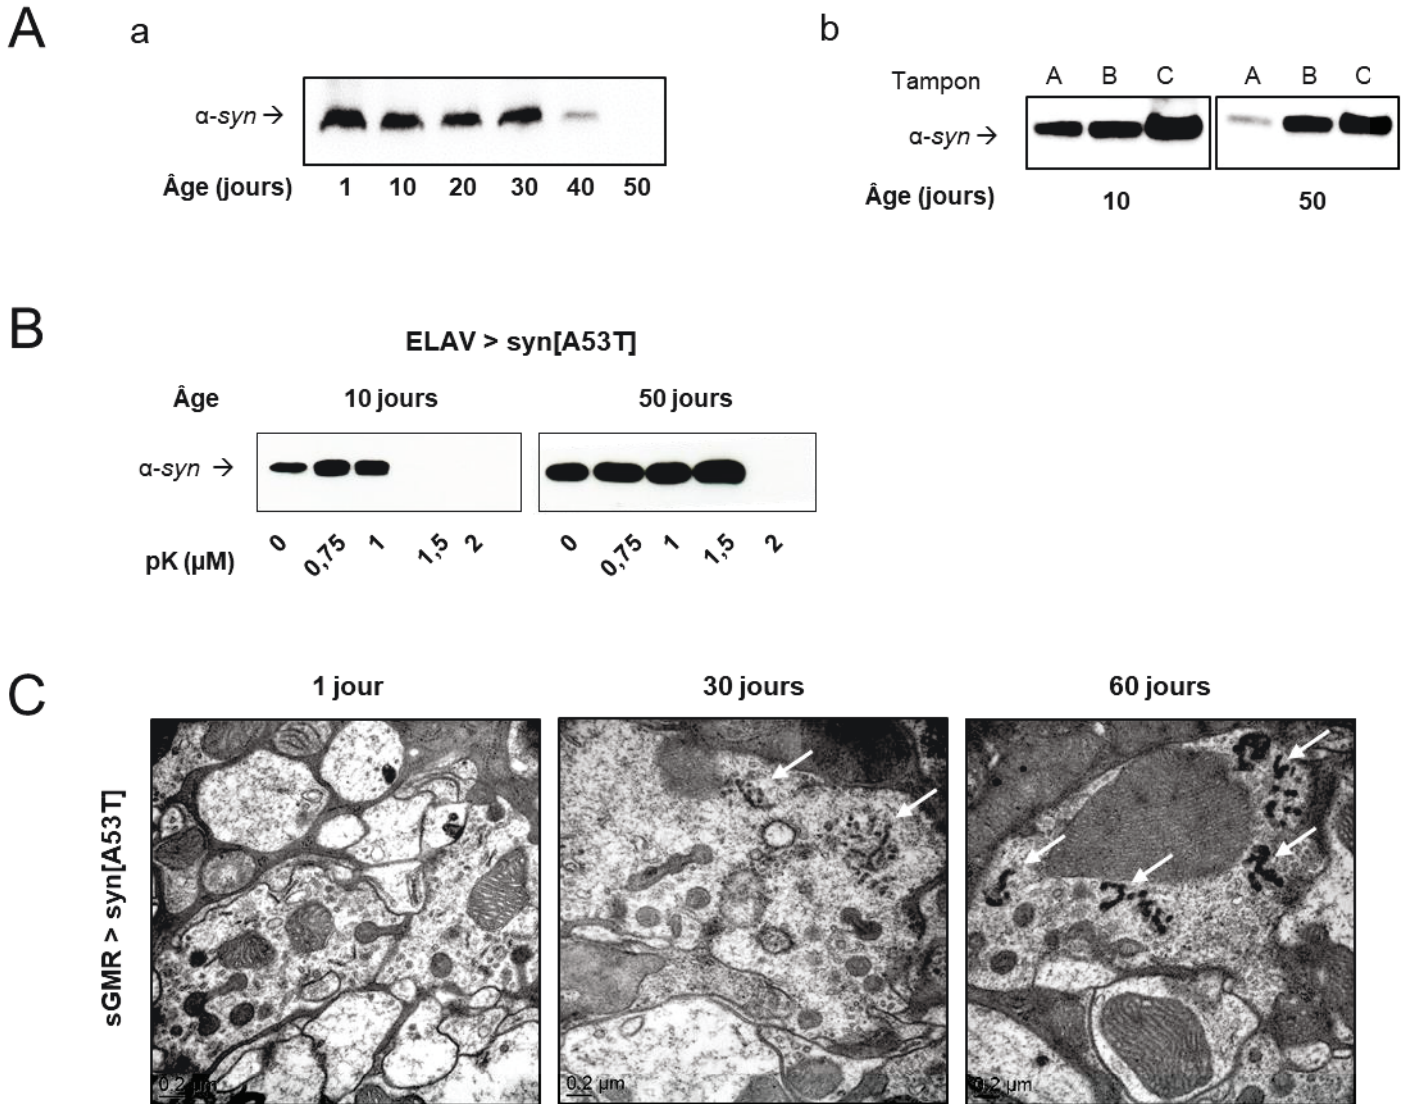 A
a
α-syn →
Âge (jours) 1 10 20 30 40 50
b
Tampon A B C A B C
α-syn →
Âge (jours) 10 50
B
ELAV > syn[A53T]
Âge 10 jours 50 jours
α-syn →
pK (µM) 0 0,75 1 1,5 2 0 0,75 1 1,5 2
C
1 jour 30 jours 60 jours
sGMR > syn[A53T]
0.2 µm 0.2 µm 0.2 µm